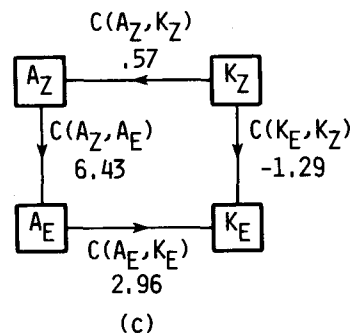 C(A_Z,K_Z)
.57
A_Z
K_Z
C(A_Z,A_E)
6.43
C(K_E,K_Z)
-1.29
A_E
K_E
C(A_E,K_E)
2.96
(c)